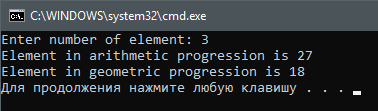 C:\WINDOWS\system32\cmd.exe
Enter number of element: 3
Element in arithmetic progression is 27
Element in geometric progression is 18
Для продолжения нажмите любую клавишу . . .